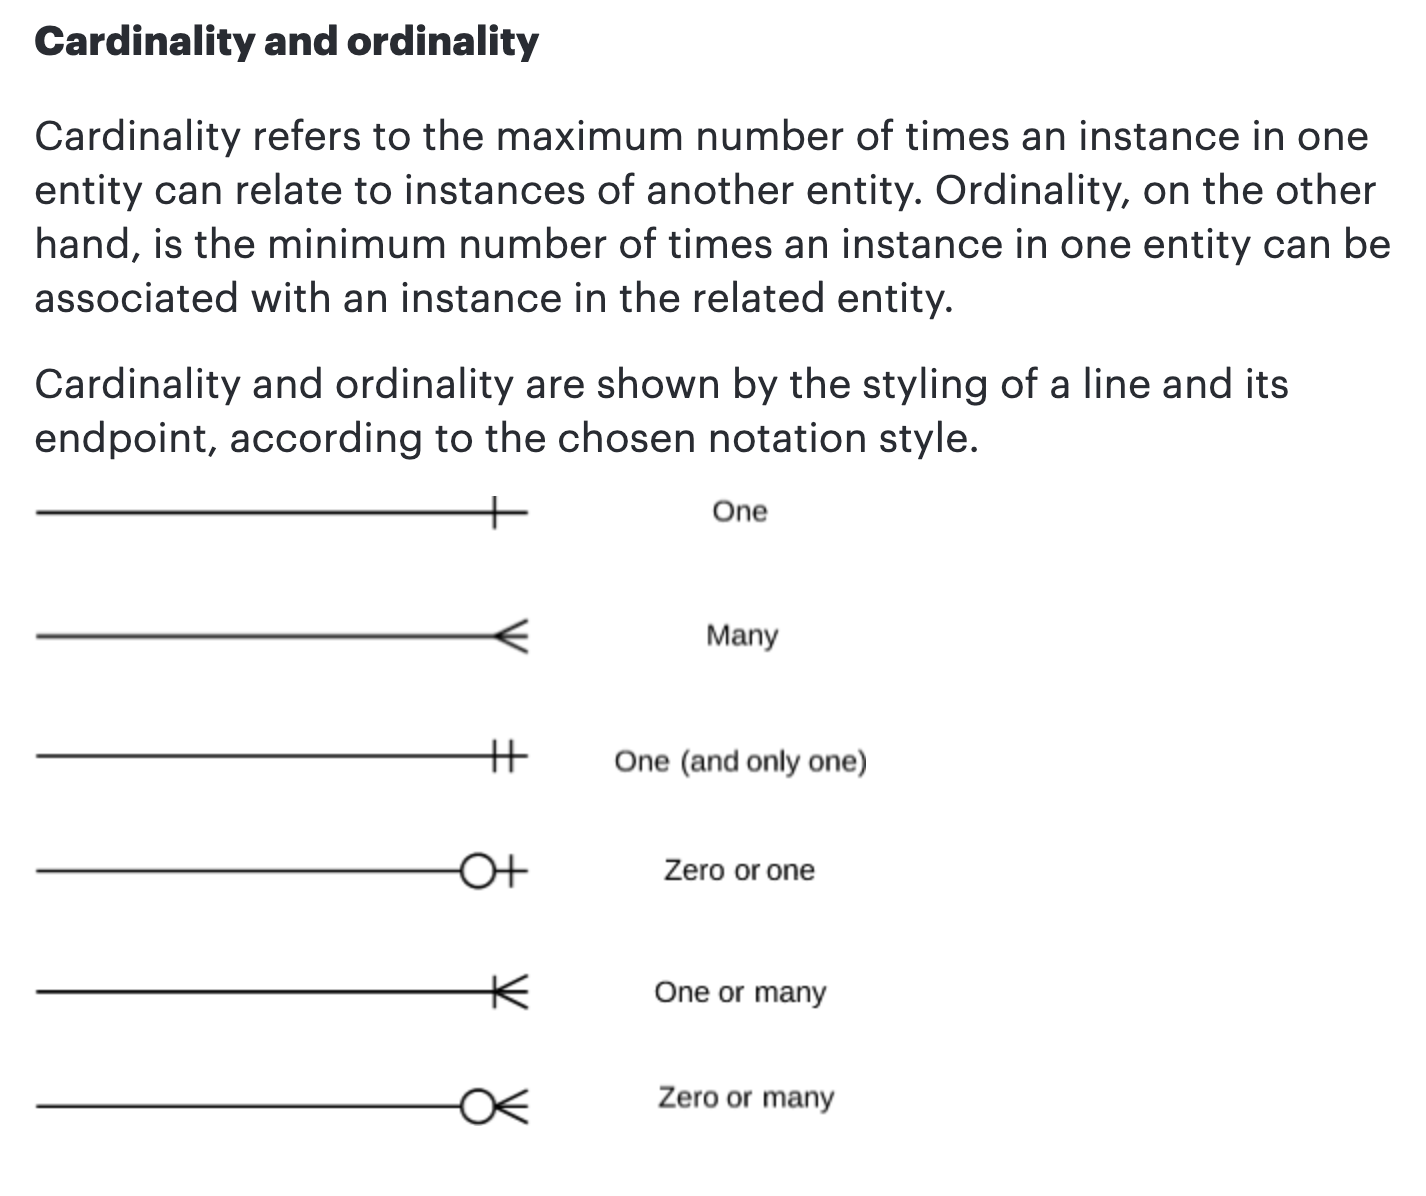 Cardinality and ordinality
Cardinality refers to the maximum number of times an instance in one
entity can relate to instances of another entity. Ordinality, on the other
hand, is the minimum number of times an instance in one entity can be
associated with an instance in the related entity.
Cardinality and ordinality are shown by the styling of a line and its
endpoint, according to the chosen notation style.
One
Many
One (and only one)
Zero or one
One or many
Zero or many